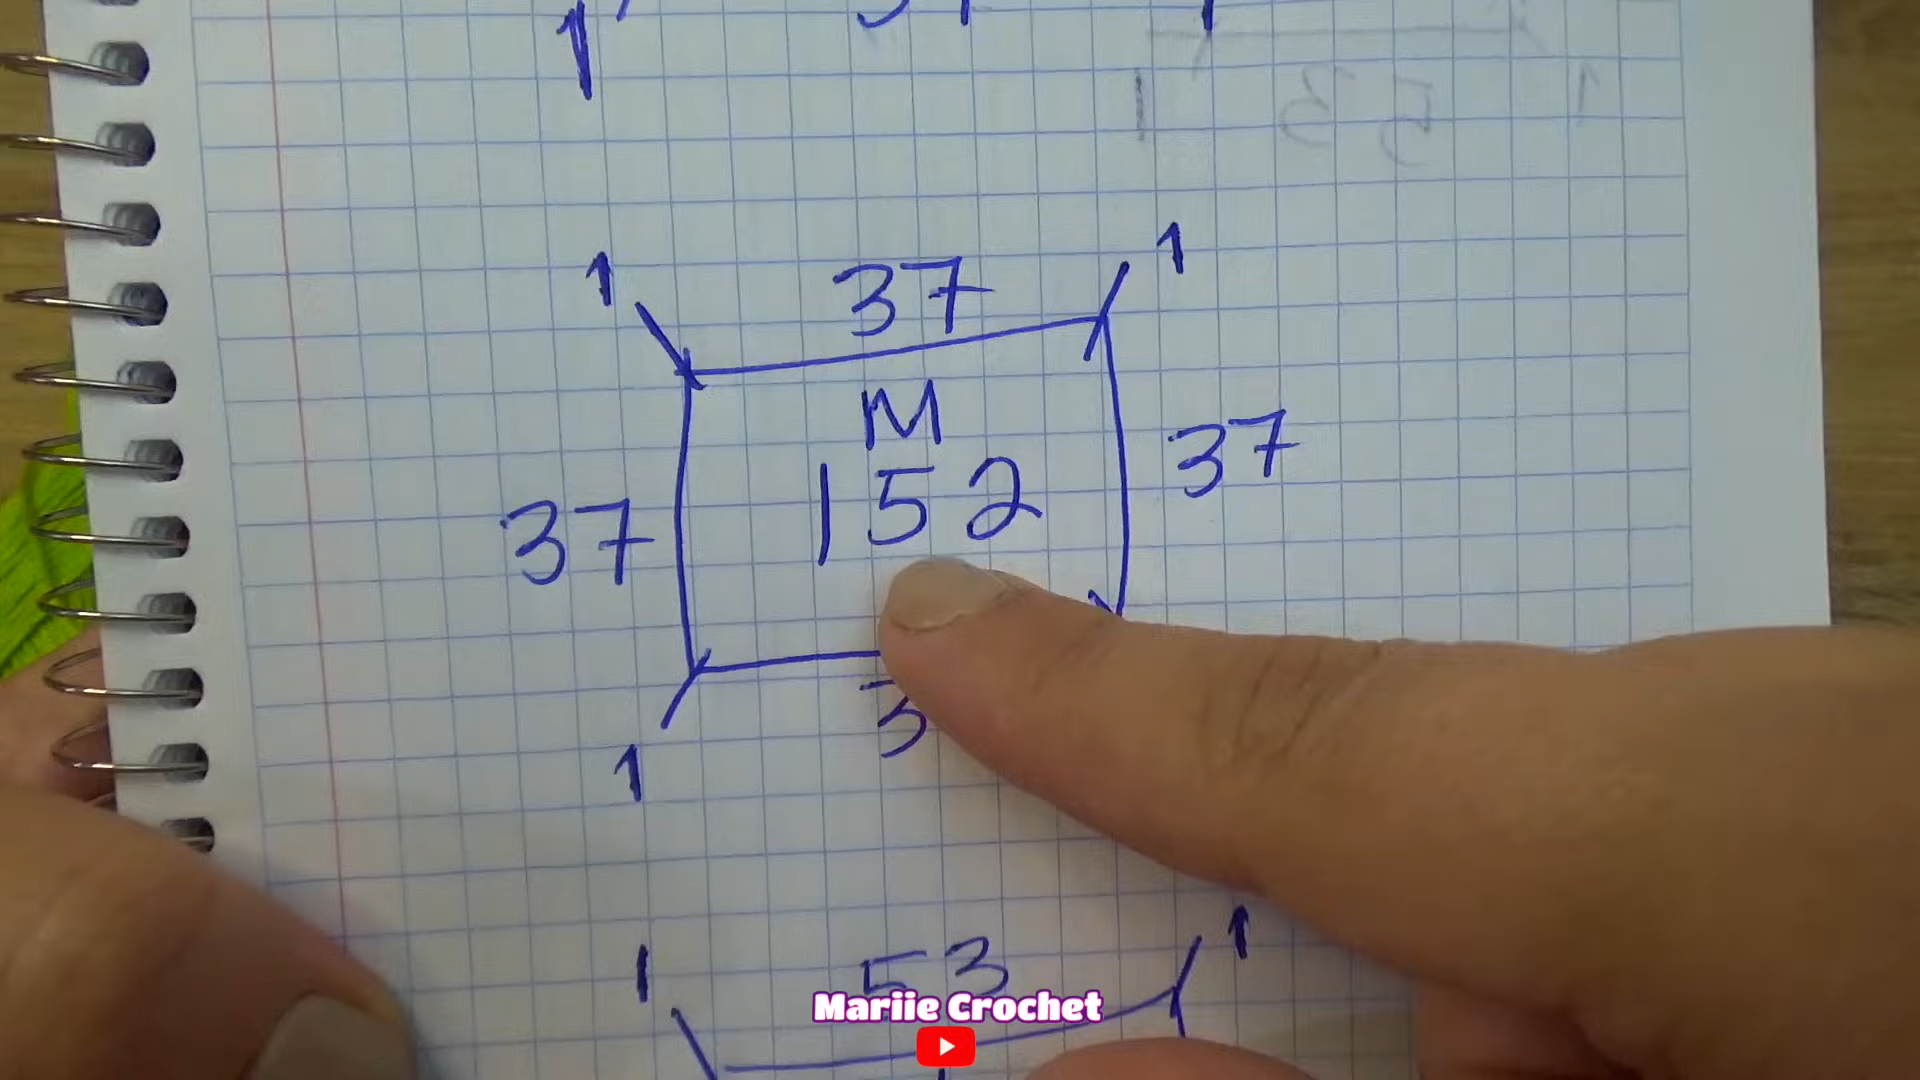 1 37 1
M
37 152 37
1
1 53 1
Mariie Crochet